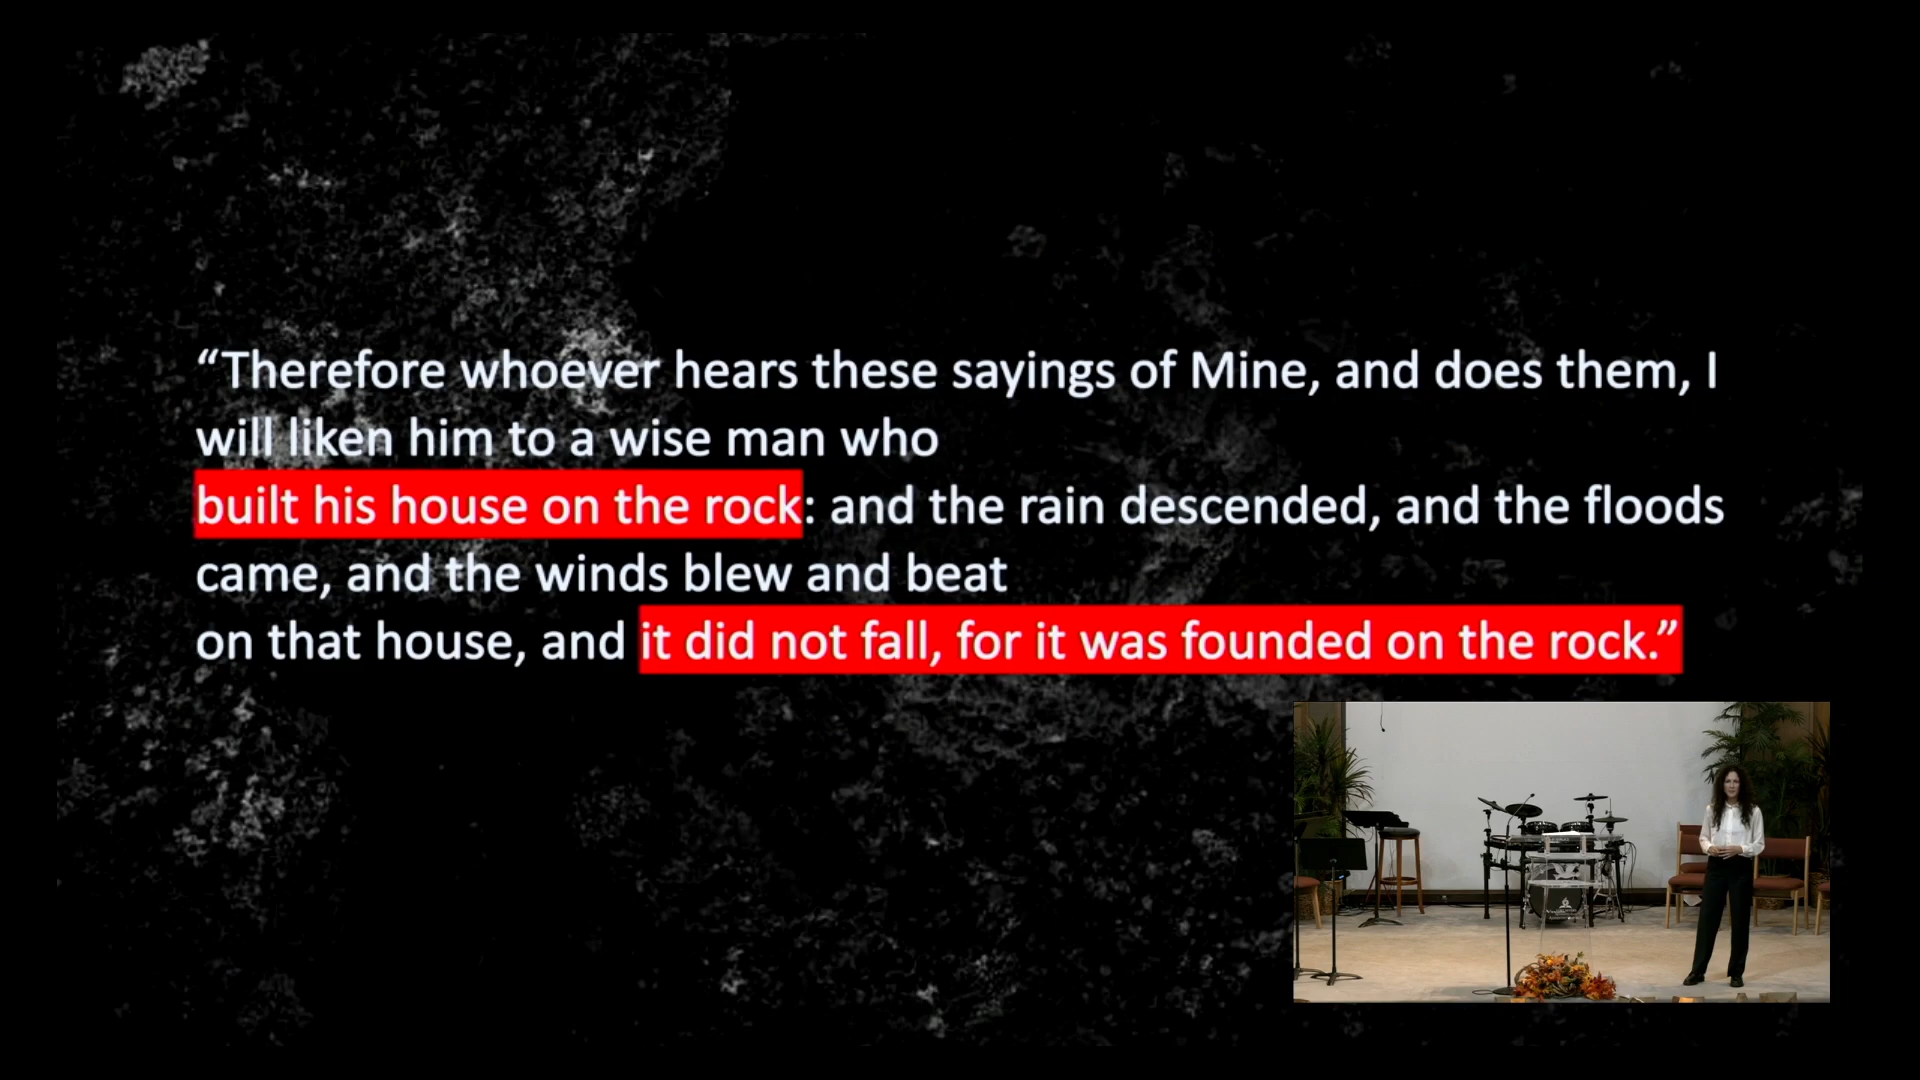 “Therefore whoever hears these sayings of Mine, and does them, I
will liken him to a wise man who
built his house on the rock: and the rain descended, and the floods
came, and the winds blew and beat
on that house, and it did not fall, for it was founded on the rock.”